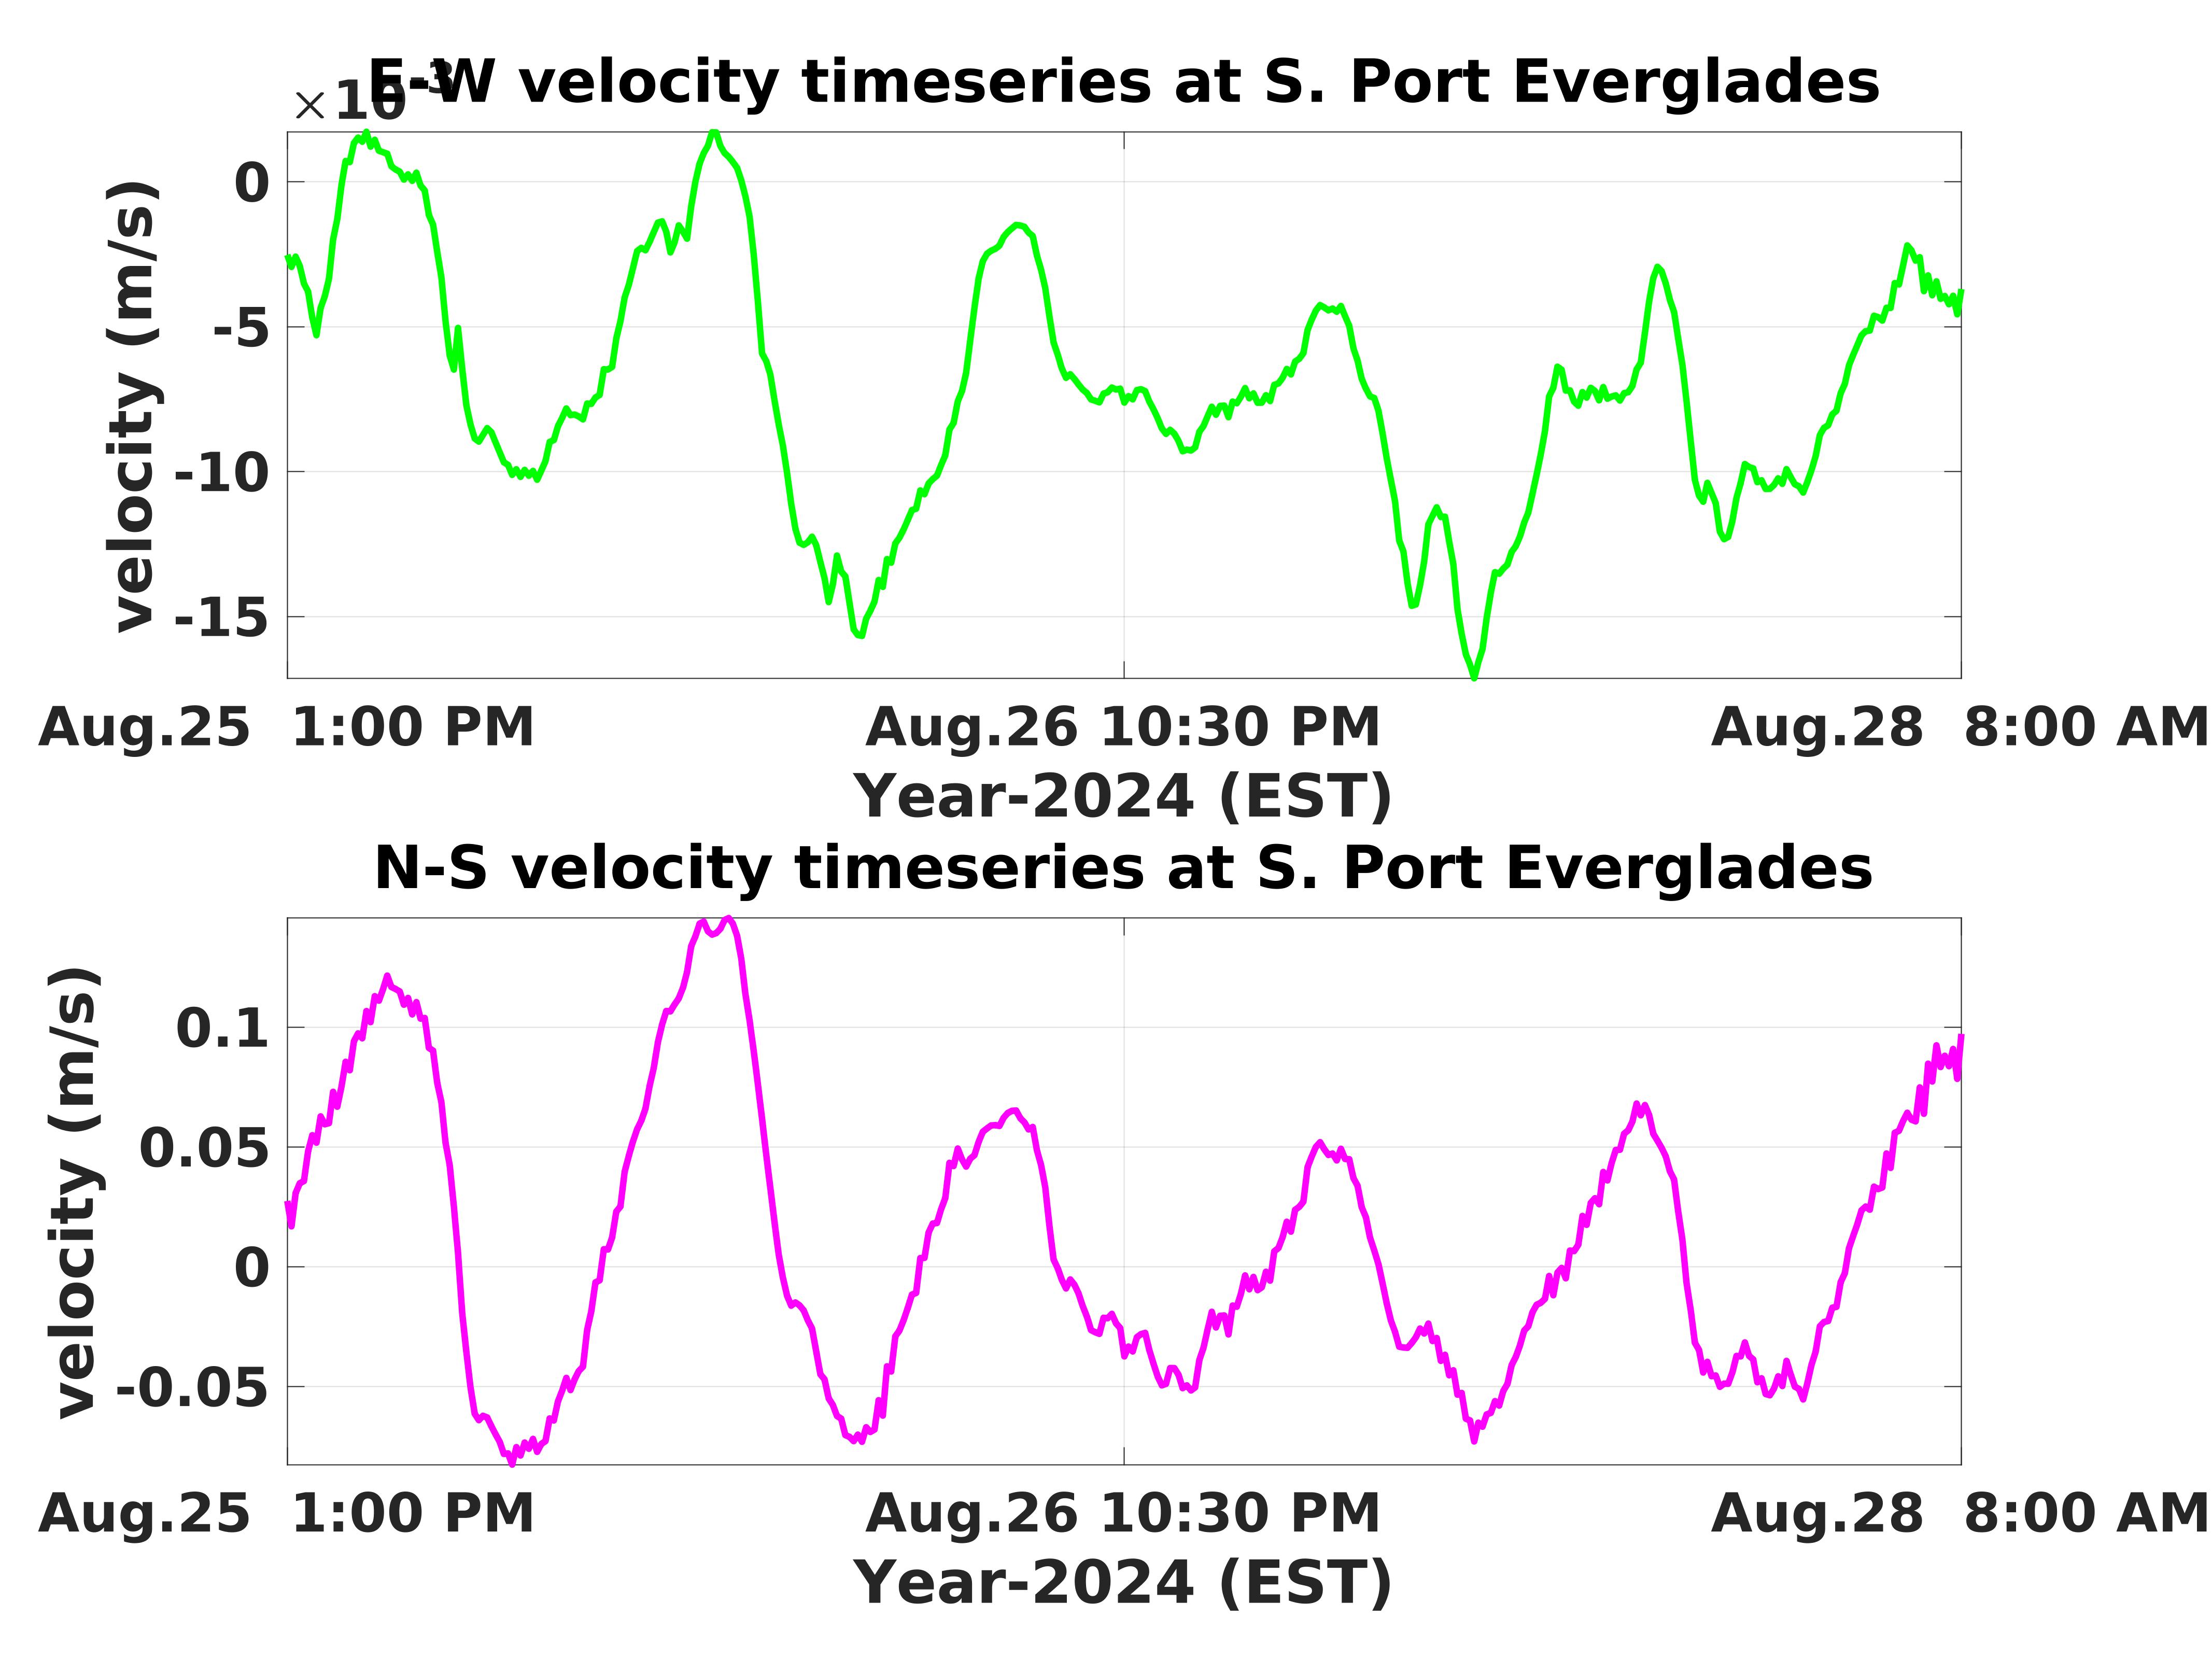 E-W velocity timeseries at S. Port Everglades
×10-3
velocity (m/s)
0
-5
-10
-15
Aug.25 1:00 PM
Aug.26 10:30 PM
Aug.28 8:00 AM
Year-2024 (EST)
N-S velocity timeseries at S. Port Everglades
velocity (m/s)
0.1
0.05
0
-0.05
Aug.25 1:00 PM
Aug.26 10:30 PM
Aug.28 8:00 AM
Year-2024 (EST)